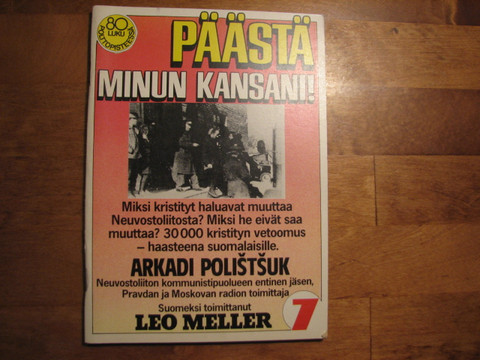 80
LUKU
POLTTOPISTEESSÄ
PÄÄSTÄ
MINUN KANSANI!
Miksi kristityt haluavat muuttaa
Neuvostoliitosta? Miksi he eivät saa
muuttaa? 30 000 kristityn vetoomus
– haasteena suomalaisille.
ARKADI POLIŠTŠUK
Neuvostoliiton kommunistipuolueen entinen jäsen,
Pravdan ja Moskovan radion toimittaja
Suomeksi toimittanut
LEO MELLER
7